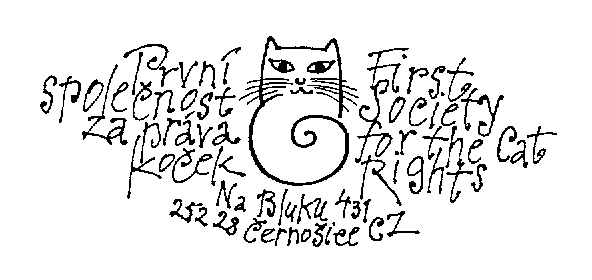 První
společnost
za práva
koček
First
Society
for the Cat
Rights
Na Bluku 431
252 28 Černošice CZ